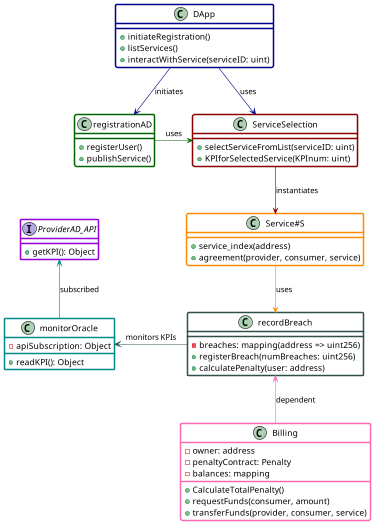 C DApp
initiateRegistration()
listServices()
interactWithService(serviceID: uint)
initiates
uses
C registrationAD
registerUser()
publishService()
uses
C ServiceSelection
selectServiceFromList(serviceID: uint)
KPIforSelectedService(KPInum: uint)
instantiates
I ProviderAD_API
getKPI(): Object
C Service#S
service_index(address)
agreement(provider, consumer, service)
subscribed
uses
C monitorOracle
apiSubscription: Object
readKPI(): Object
monitors KPIs
C recordBreach
breaches: mapping(address => uint256)
registerBreach(numBreaches: uint256)
calculatePenalty(user: address)
dependent
C Billing
owner: address
penaltyContract: Penalty
balances: mapping
CalculateTotalPenalty()
requestFunds(consumer, amount)
transferFunds(provider, consumer, service)